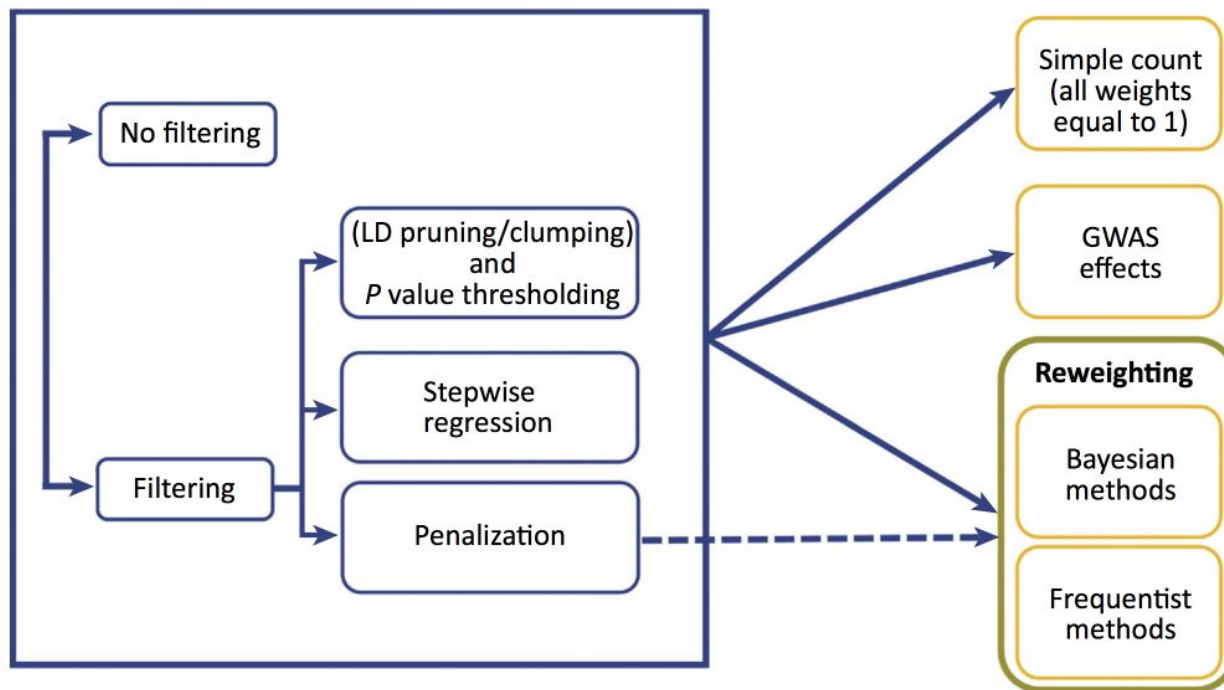 No filtering
Filtering
(LD pruning/clumping)
and
P value thresholding
Stepwise
regression
Penalization
Simple count
(all weights
equal to 1)
GWAS
effects
Reweighting
Bayesian
methods
Frequentist
methods